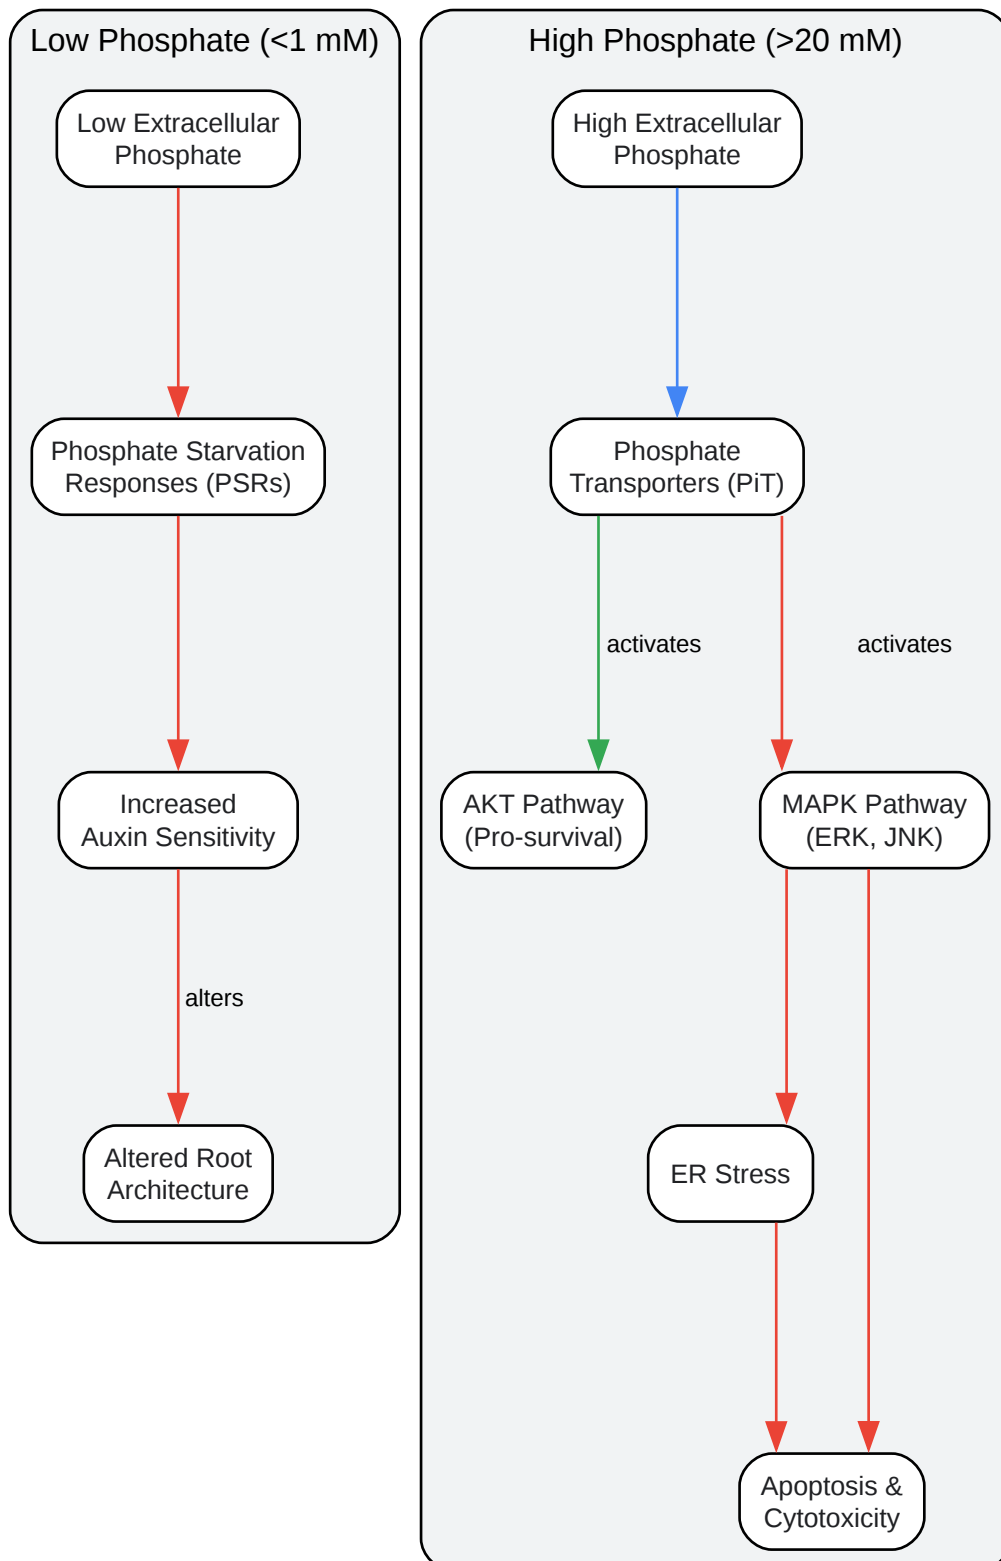 Low Phosphate (<1 mM)
Low Extracellular
Phosphate
Phosphate Starvation
Responses (PSRs)
Increased
Auxin Sensitivity
alters
Altered Root
Architecture
High Phosphate (>20 mM)
High Extracellular
Phosphate
Phosphate
Transporters (PiT)
activates
activates
AKT Pathway
(Pro-survival)
MAPK Pathway
(ERK, JNK)
ER Stress
Apoptosis &
Cytotoxicity